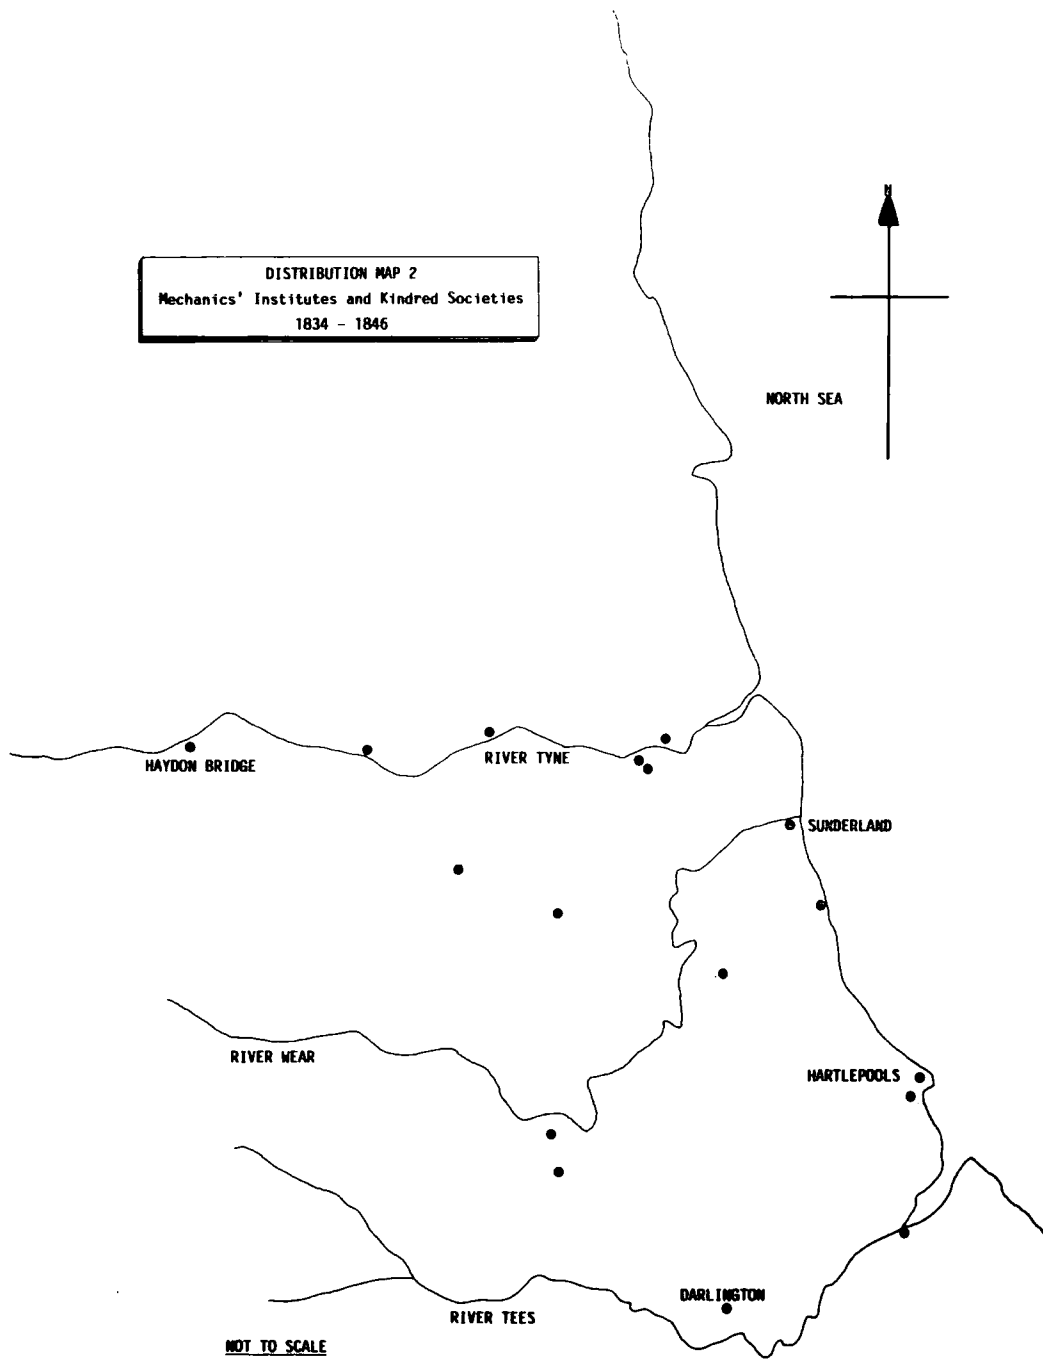 N
DISTRIBUTION MAP 2
Mechanics' Institutes and Kindred Societies
1834 - 1846
NORTH SEA
HAYDON BRIDGE
RIVER TYNE
SUNDERLAND
RIVER WEAR
HARTLEPOOLS
DARLINGTON
RIVER TEES
NOT TO SCALE